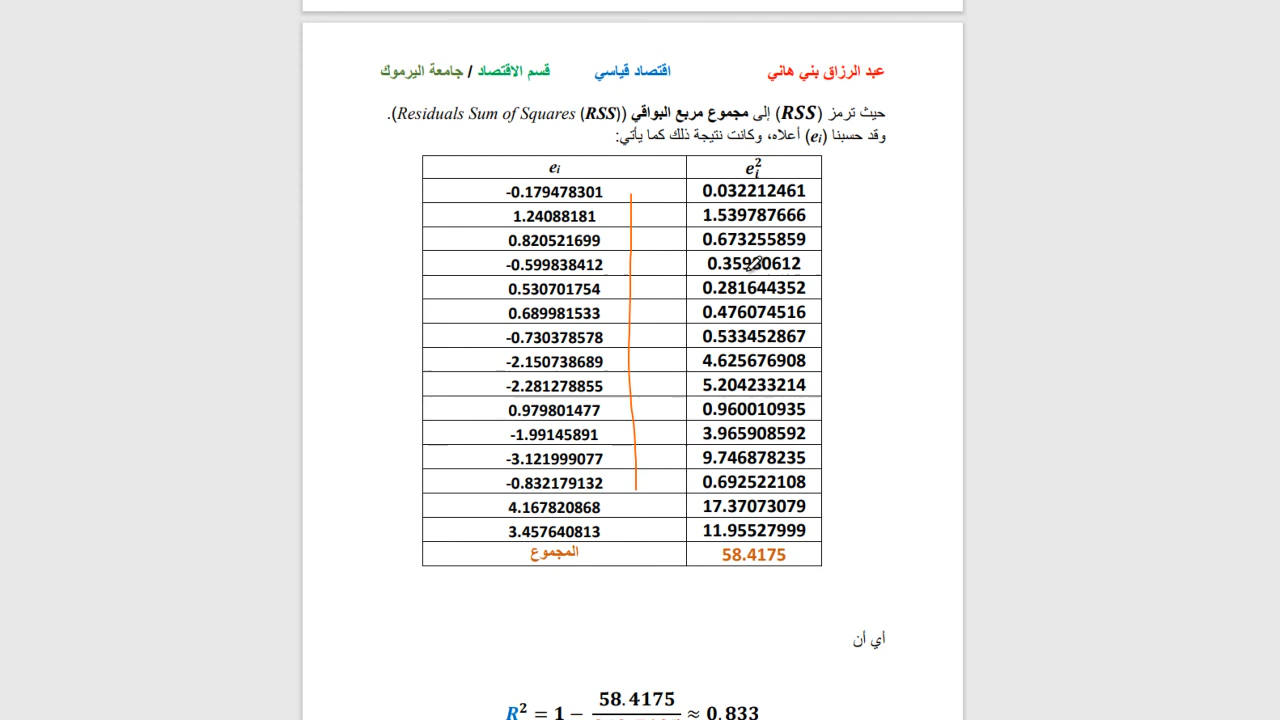 عبد الرزاق بني هاني اقتصاد قياسي قسم الاقتصاد / جامعة اليرموك
حيث ترمز (RSS) إلى مجموع مربع البواقي (Residuals Sum of Squares (RSS)).
وقد حسبنا (ei) أعلاه، وكانت نتيجة ذلك كما يأتي:
ei e_i^2
-0.179478301 0.032212461
1.24088181 1.539787666
0.820521699 0.673255859
-0.599838412 0.35980612
0.530701754 0.281644352
0.689981533 0.476074516
-0.730378578 0.533452867
-2.150738689 4.625676908
-2.281278855 5.204233214
0.979801477 0.960010935
-1.99145891 3.965908592
-3.121999077 9.746878235
-0.832179132 0.692522108
4.167820868 17.37073079
3.457640813 11.95527999
المجموع 58.4175
أي أن
58.4175
R² = 1 − ≈ 0.833